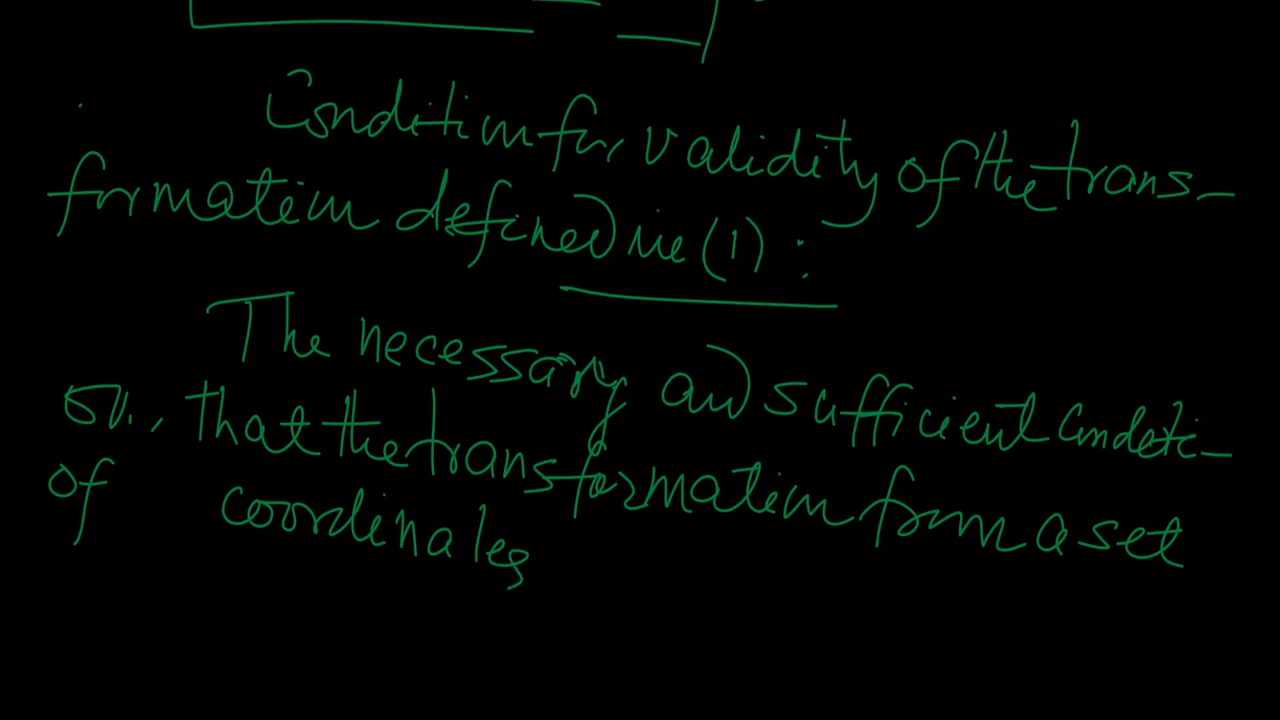 Condition for validity of the trans-
formation defined in (1) :
The necessary and sufficient conditi-
on, that the transformation from a set
of coordinates